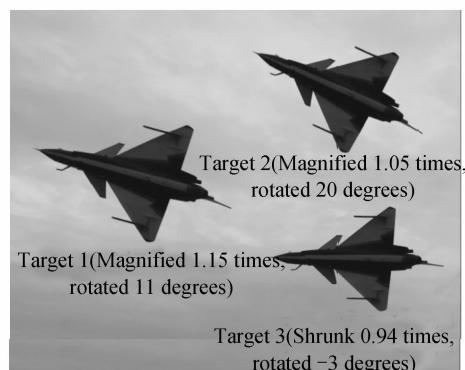 Target 2(Magnified 1.05 times,
rotated 20 degrees)
Target 1(Magnified 1.15 times,
rotated 11 degrees)
Target 3(Shrunk 0.94 times,
rotated −3 degrees)